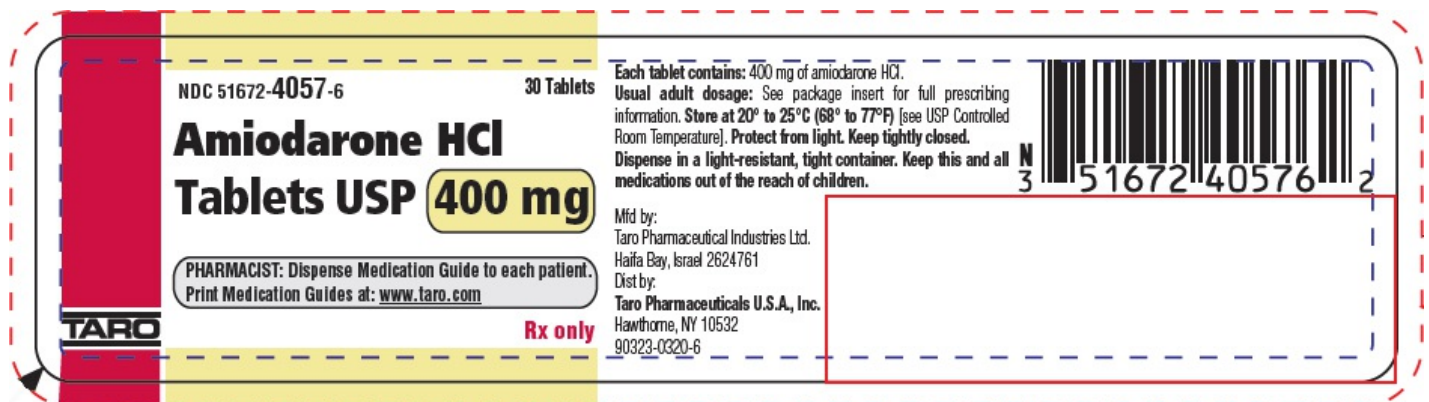 NDC 51672-4057-6
30 Tablets
Amiodarone HCl
Tablets USP 400 mg
PHARMACIST: Dispense Medication Guide to each patient.
Print Medication Guides at: www.taro.com
TARO
Rx only
Each tablet contains: 400 mg of amiodarone HCl.
Usual adult dosage: See package insert for full prescribing
information. Store at 20° to 25°C (68° to 77°F) [see USP Controlled
Room Temperature]. Protect from light. Keep tightly closed.
Dispense in a light-resistant, tight container. Keep this and all
medications out of the reach of children.
Mfd by:
Taro Pharmaceutical Industries Ltd.
Haifa Bay, Israel 2624761
Dist by:
Taro Pharmaceuticals U.S.A., Inc.
Hawthorne, NY 10532
90323-0320-6
N
3 51672 40576 2